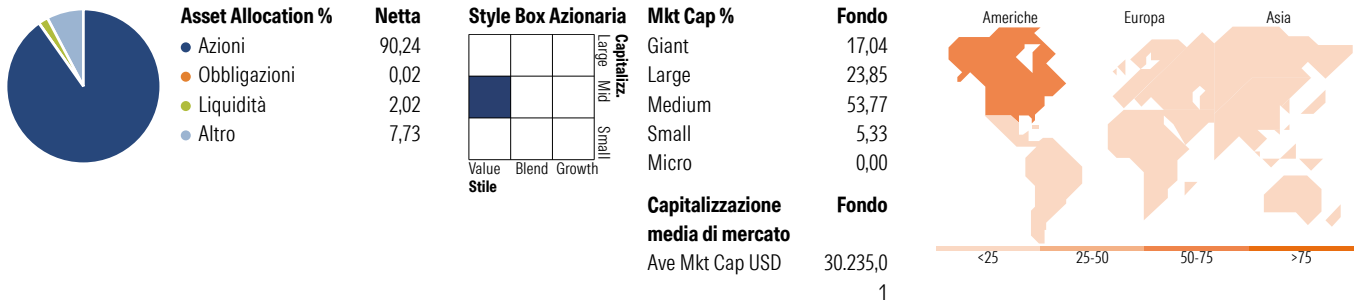 Asset Allocation % Netta
Azioni 90,24
Obbligazioni 0,02
Liquidità 2,02
Altro 7,73
Style Box Azionaria
Capitalizz.
Large
Mid
Small
Value Blend Growth
Stile
Mkt Cap % Fondo
Giant 17,04
Large 23,85
Medium 53,77
Small 5,33
Micro 0,00
Capitalizzazione Fondo
media di mercato
Ave Mkt Cap USD 30.235,0
1
Americhe Europa Asia
<25 25-50 50-75 >75